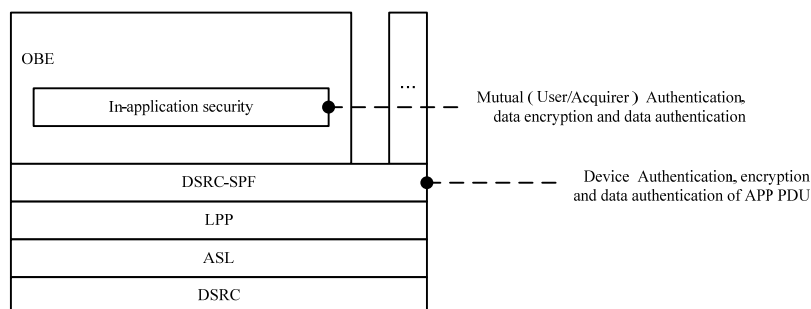 OBE
In-application security
...
Mutual ( User/Acquirer ) Authentication,
data encryption and data authentication
DSRC-SPF
Device Authentication, encryption
and data authentication of APP PDU
LPP
ASL
DSRC